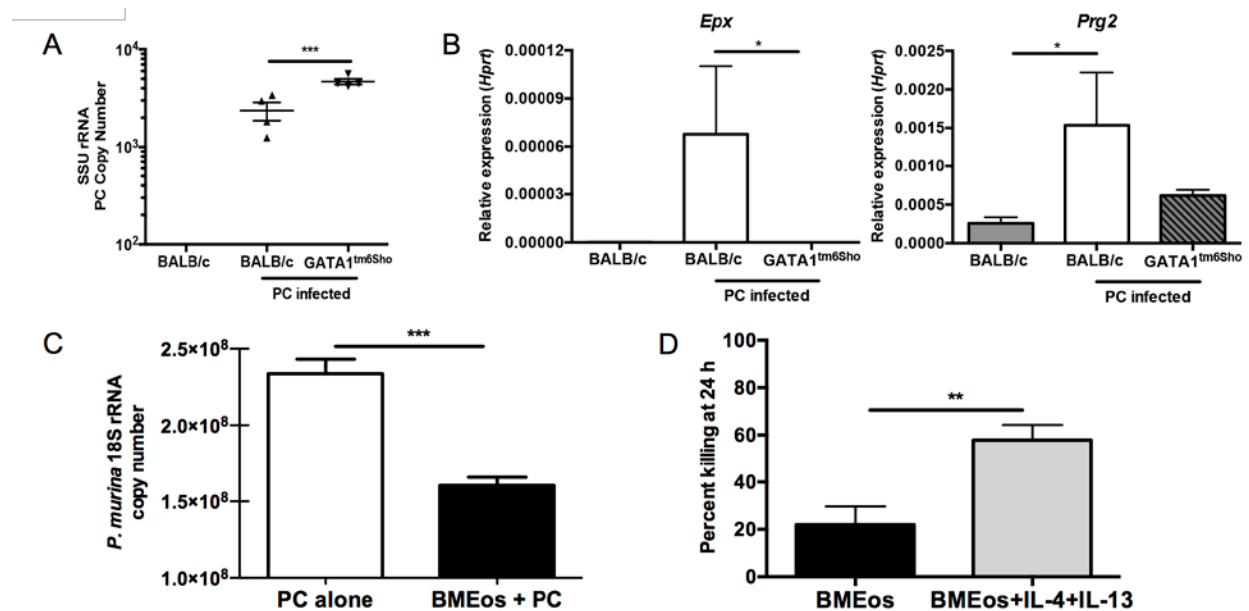 A
***
10⁴
10³
10²
SSU rRNA
PC Copy Number
BALB/c
BALB/c
GATA1ᵗᵐ⁶ˢʰᵒ
PC infected
B
Epx
*
Relative expression (Hprt)
0.00012
0.00009
0.00006
0.00003
0.00000
BALB/c
BALB/c
GATA1ᵗᵐ⁶ˢʰᵒ
PC infected
Prg2
*
Relative expression (Hprt)
0.0025
0.0020
0.0015
0.0010
0.0005
0.0000
BALB/c
BALB/c
GATA1ᵗᵐ⁶ˢʰᵒ
PC infected
C
***
P. murina 18S rRNA
copy number
2.5×10⁸
2.0×10⁸
1.5×10⁸
1.0×10⁸
PC alone
BMEos + PC
D
**
Percent killing at 24 h
100
80
60
40
20
0
BMEos
BMEos+IL-4+IL-13